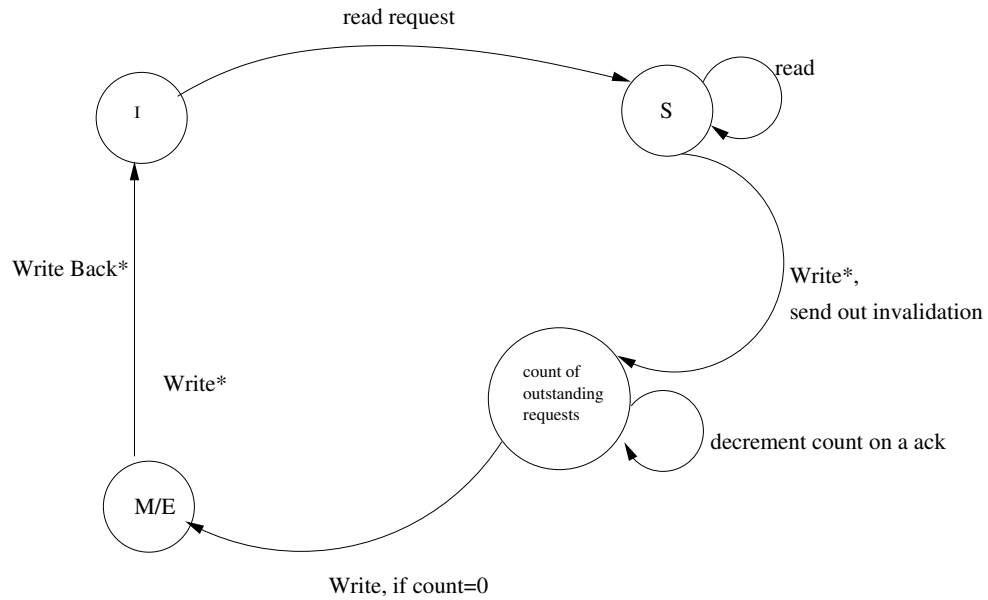 read request
I
S
read
Write Back*
Write*,
send out invalidation
count of
outstanding
requests
Write*
decrement count on a ack
M/E
Write, if count=0